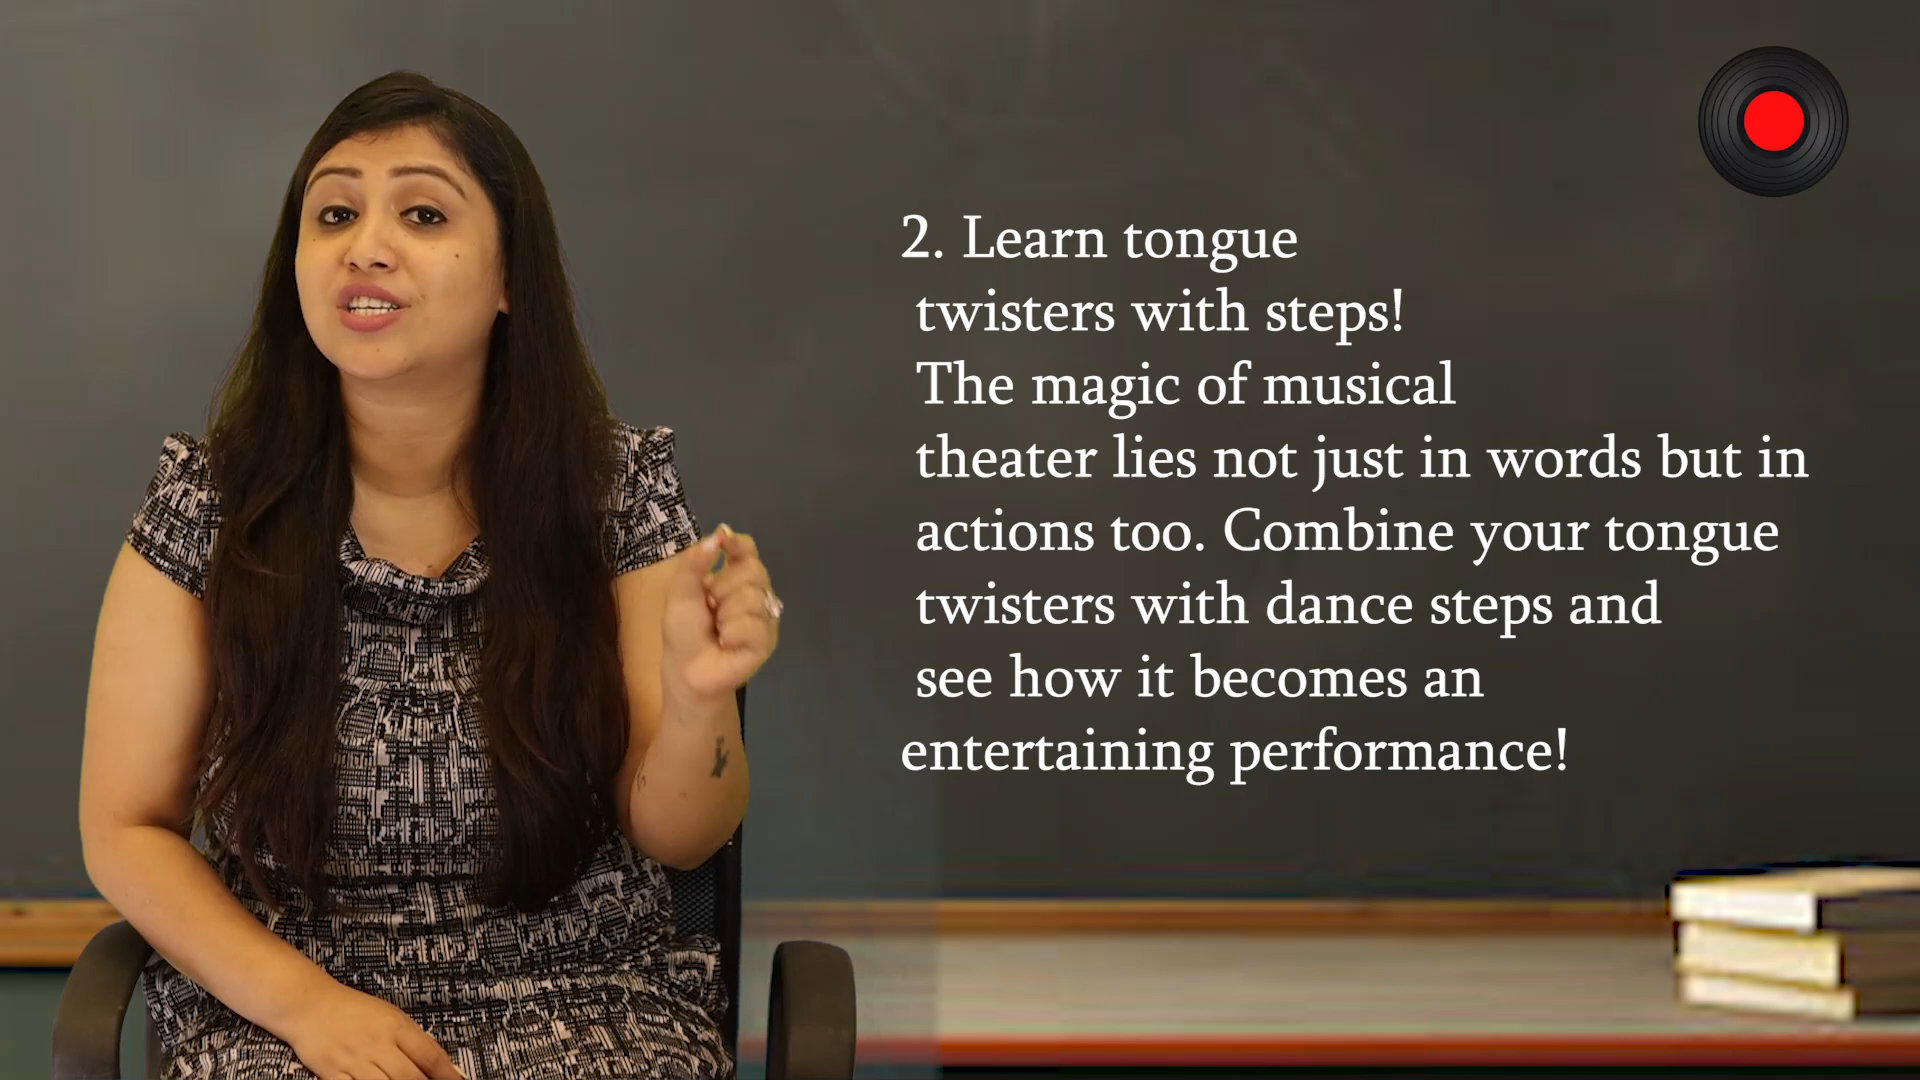 2. Learn tongue
twisters with steps!
The magic of musical
theater lies not just in words but in
actions too. Combine your tongue
twisters with dance steps and
see how it becomes an
entertaining performance!